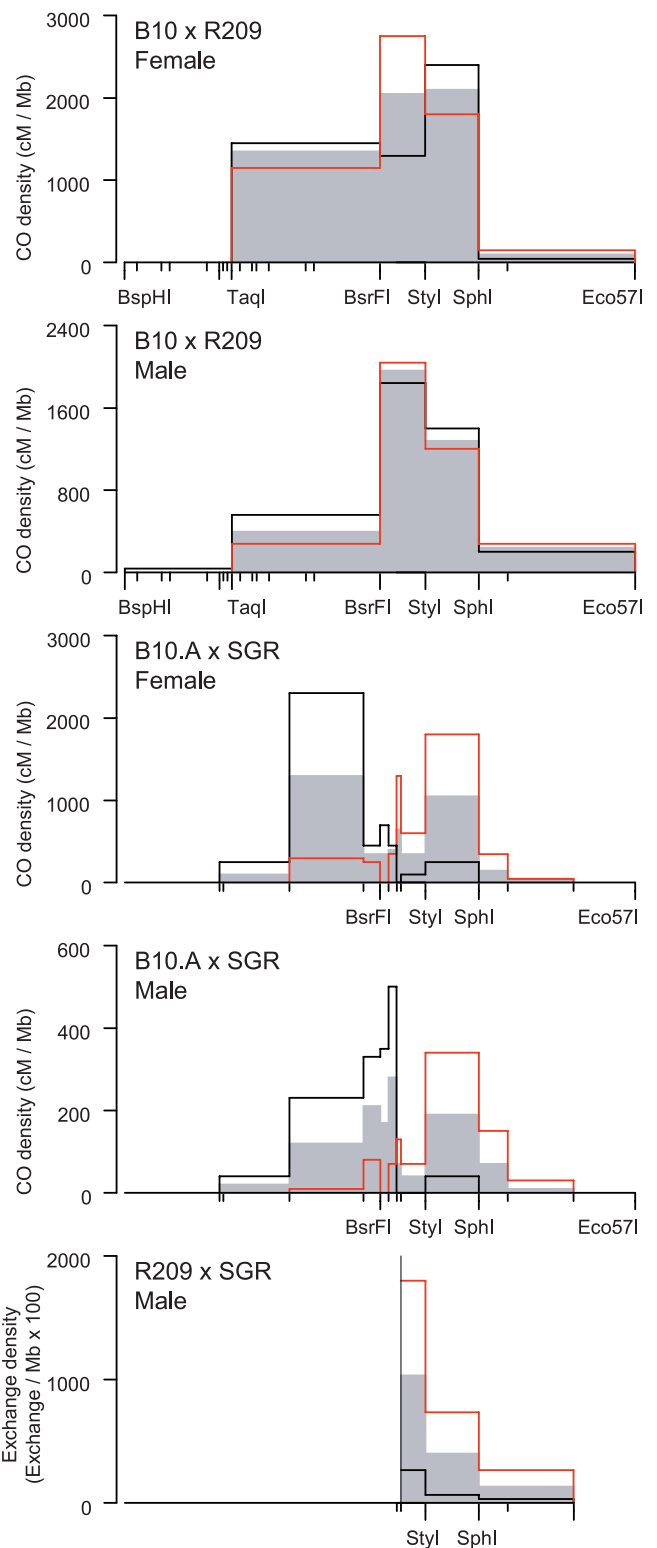 B10 x R209
Female
CO density (cM / Mb)
3000
2000
1000
0
BspHI TaqI BsrFI StyI SphI Eco57I
B10 x R209
Male
CO density (cM / Mb)
2400
1600
800
0
BspHI TaqI BsrFI StyI SphI Eco57I
B10.A x SGR
Female
CO density (cM / Mb)
3000
2000
1000
0
BsrFI StyI SphI Eco57I
B10.A x SGR
Male
CO density (cM / Mb)
600
400
200
0
BsrFI StyI SphI Eco57I
R209 x SGR
Male
Exchange density
(Exchange / Mb x 100)
2000
1000
0
StyI SphI